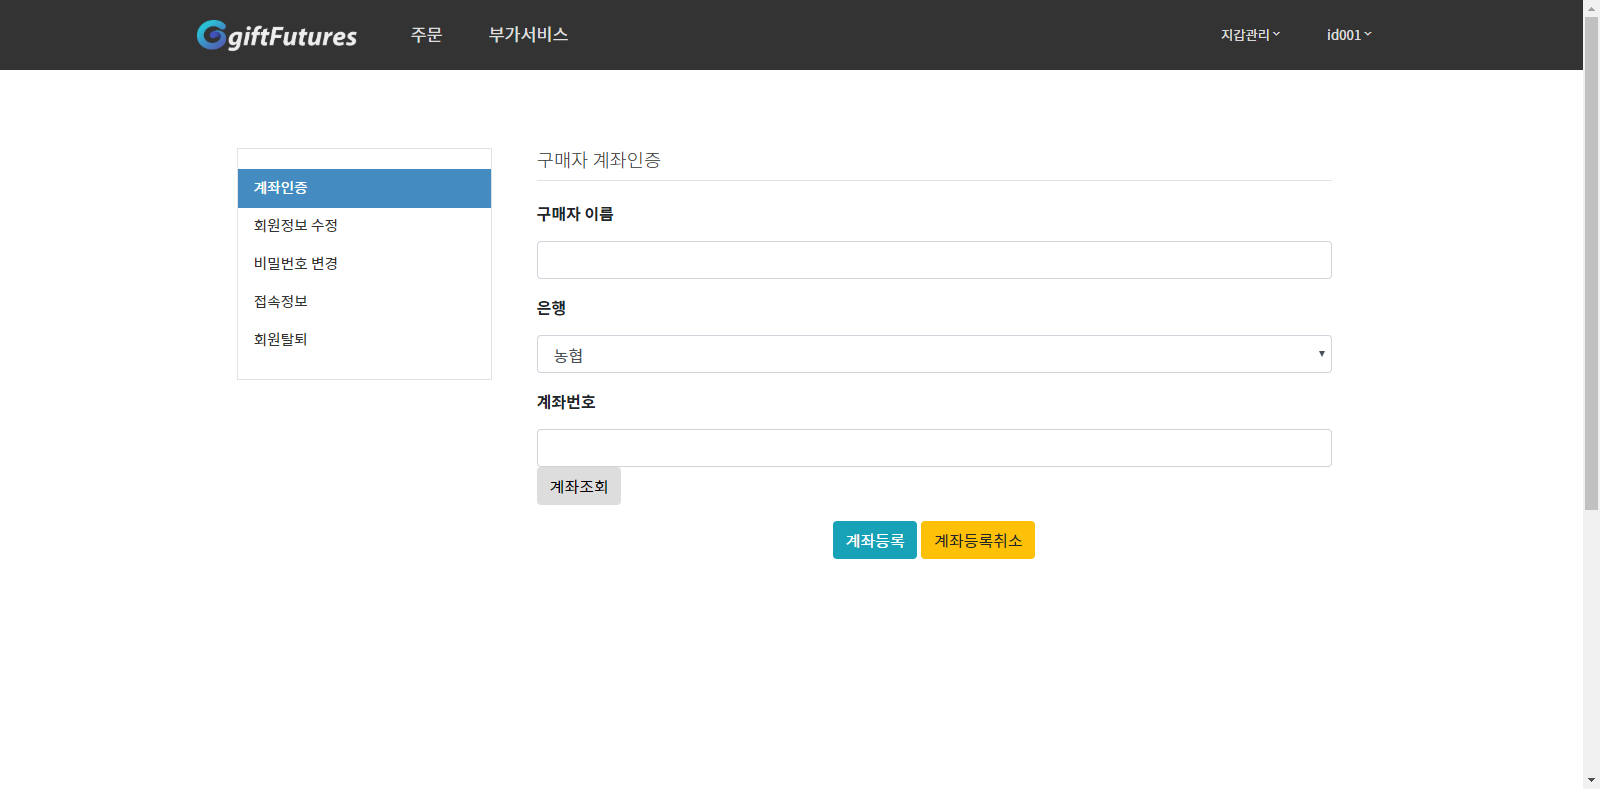 giftFutures
주문
부가서비스
지갑관리
id001
계좌인증
회원정보 수정
비밀번호 변경
접속정보
회원탈퇴
구매자 계좌인증
구매자 이름
은행
농협
계좌번호
계좌조회
계좌등록
계좌등록취소